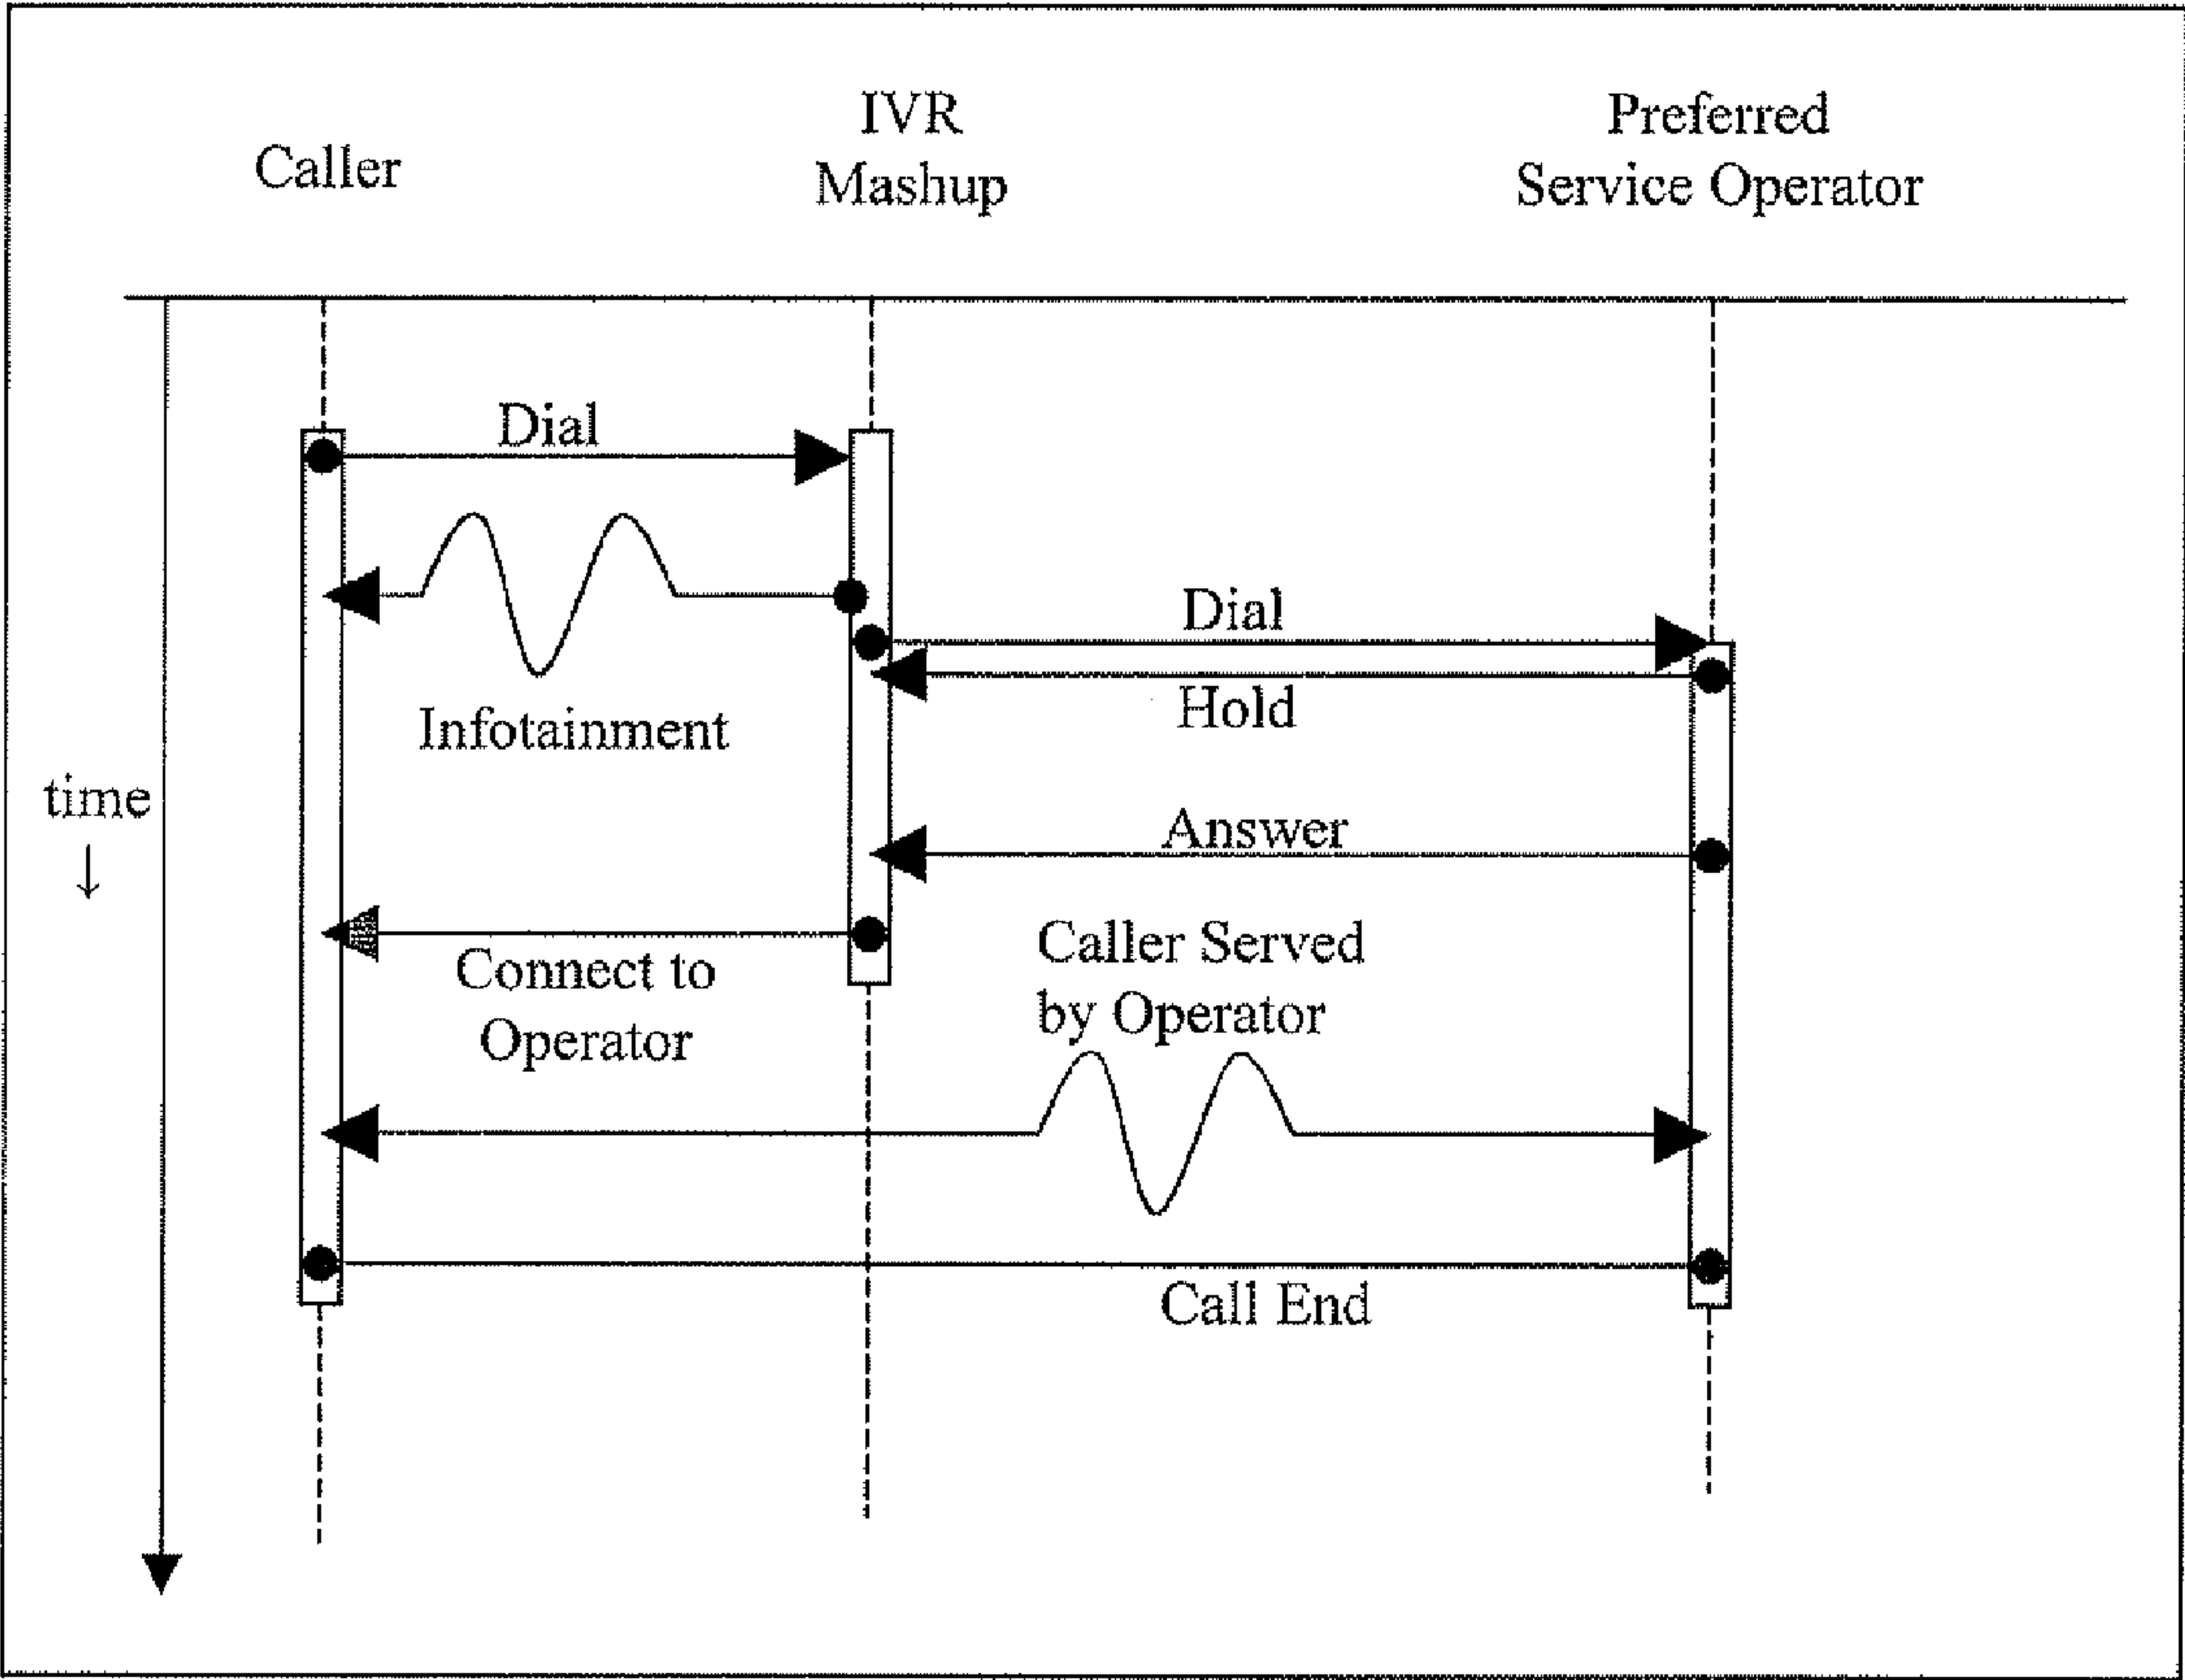 Caller
IVR
Mashup
Preferred
Service Operator
Dial
Dial
Hold
Infotainment
time
↓
Answer
Connect to
Operator
Caller Served
by Operator
Call End